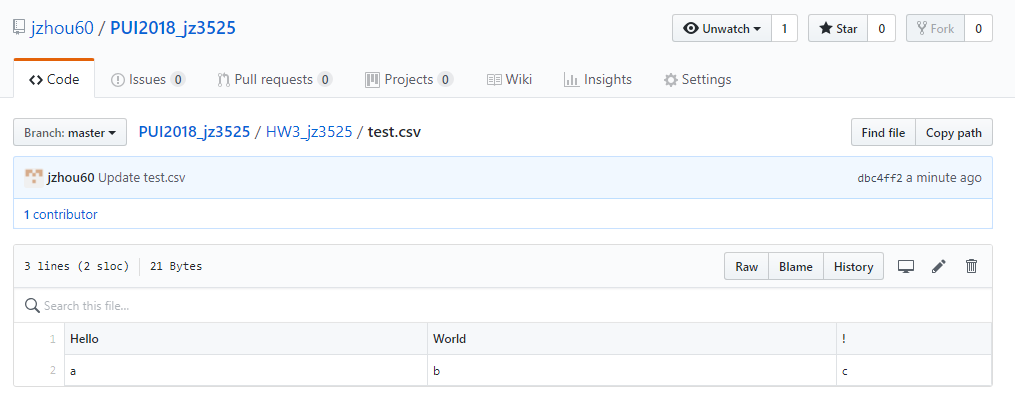 jzhou60 / PUI2018_jz3525 Unwatch 1 Star 0 Fork 0
Code Issues 0 Pull requests 0 Projects 0 Wiki Insights Settings
Branch: master PUI2018_jz3525 / HW3_jz3525 / test.csv Find file Copy path
jzhou60 Update test.csv dbc4ff2 a minute ago
1 contributor
3 lines (2 sloc) 21 Bytes Raw Blame History
Search this file...
1 Hello World !
2 a b c